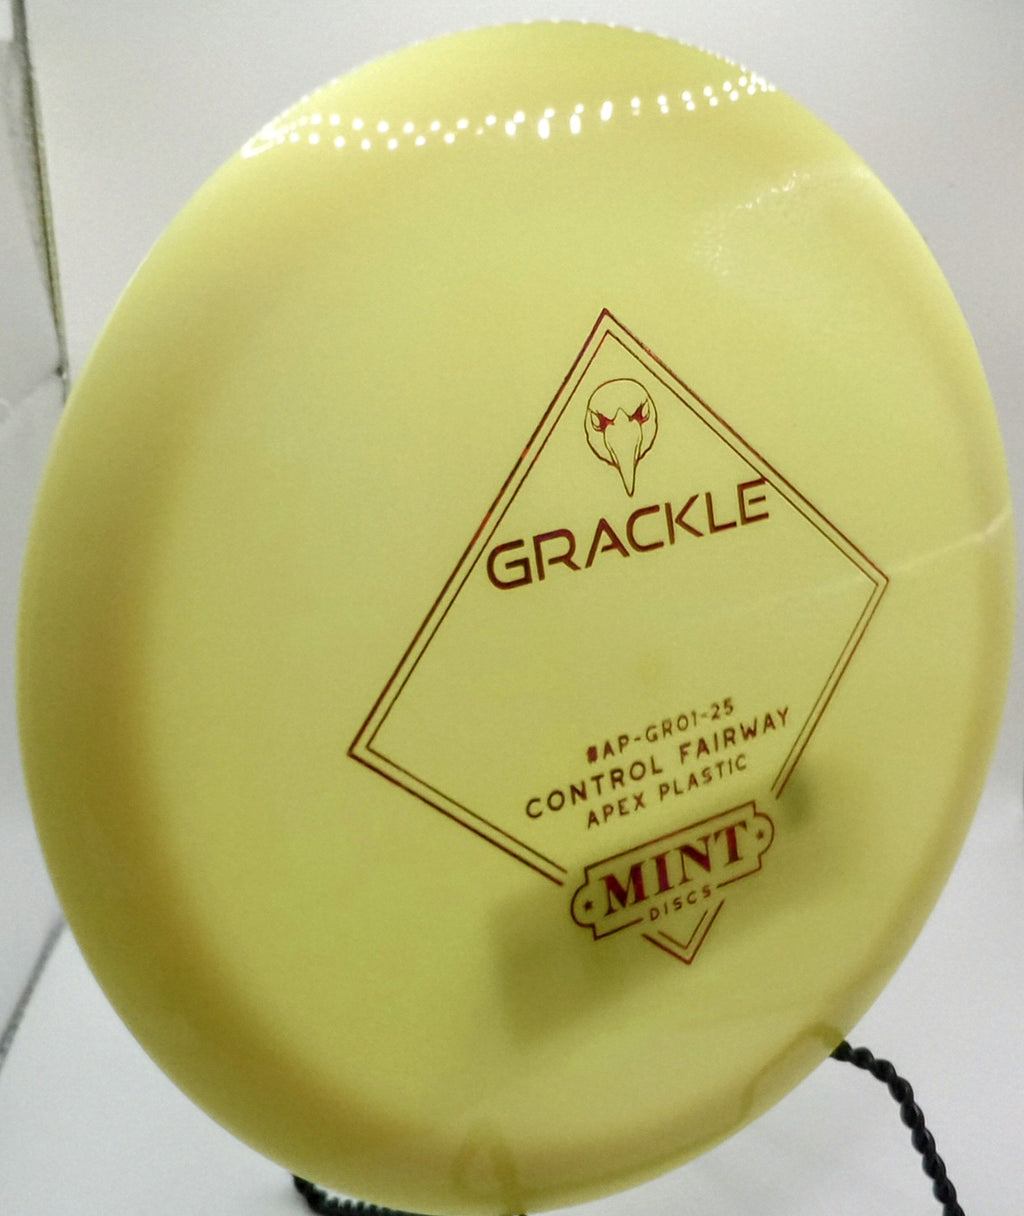 GRACKLE
#AP-GR01-25
CONTROL FAIRWAY
APEX PLASTIC
MINT
DISCS